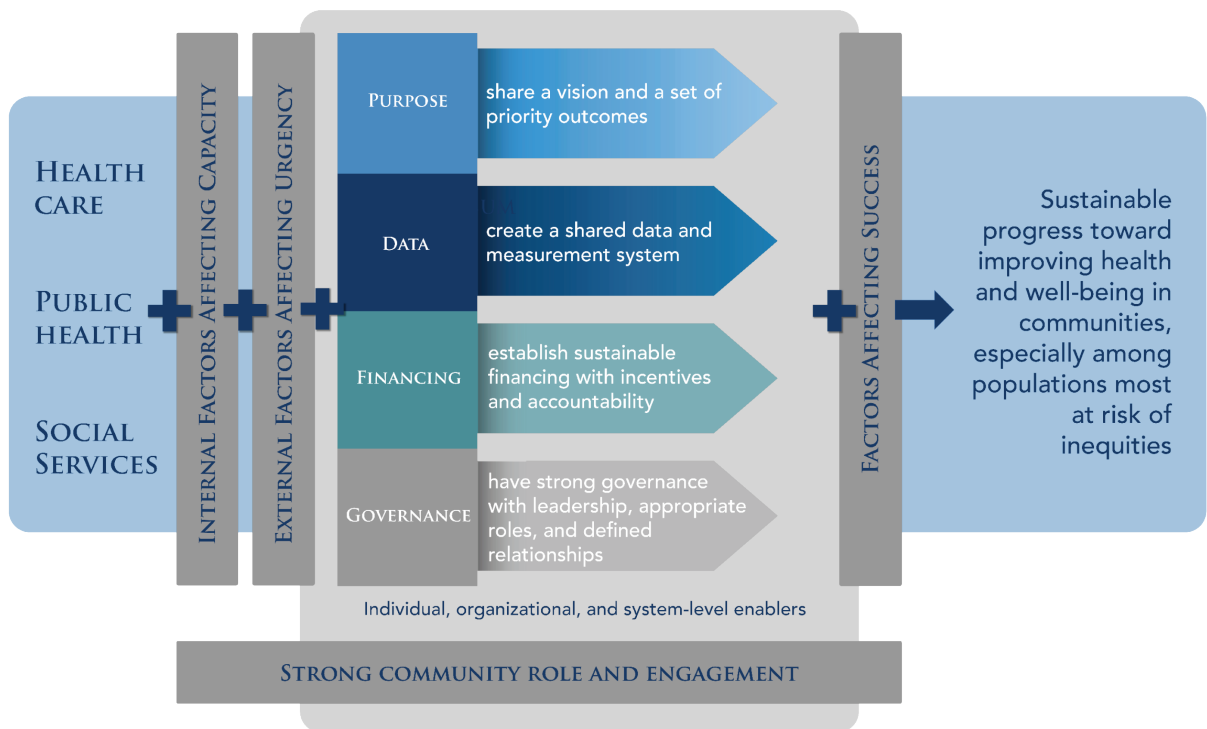 HEALTH
CARE
PUBLIC
HEALTH
SOCIAL
SERVICES
INTERNAL FACTORS AFFECTING CAPACITY
EXTERNAL FACTORS AFFECTING URGENCY
PURPOSE
share a vision and a set of
priority outcomes
DATA
create a shared data and
measurement system
FINANCING
establish sustainable
financing with incentives
and accountability
GOVERNANCE
have strong governance
with leadership, appropriate
roles, and defined
relationships
Individual, organizational, and system-level enablers
STRONG COMMUNITY ROLE AND ENGAGEMENT
FACTORS AFFECTING SUCCESS
Sustainable
progress toward
improving health
and well-being in
communities,
especially among
populations most
at risk of
inequities